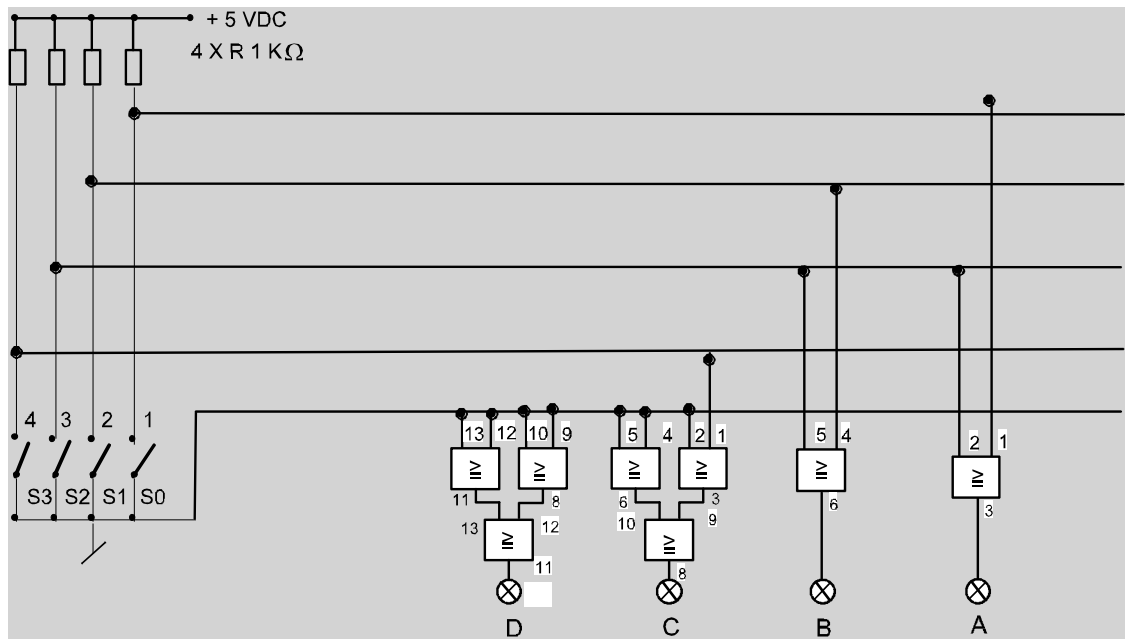 + 5 VDC
4 X R 1 KΩ
4 3 2 1
S3 S2 S1 S0
13 12 10 9 5 4 2 1 5 4 2 1
≥ ≥ ≥ ≥ ≥ ≥
11 8 6 3 6 3
13 12 10 9
≥ ≥
11 8
D C B A